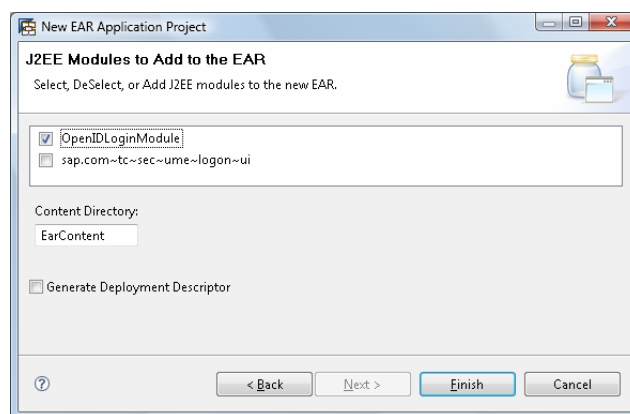 New EAR Application Project
J2EE Modules to Add to the EAR
Select, DeSelect, or Add J2EE modules to the new EAR.
OpenIDLoginModule
sap.com~tc~sec~ume~logon~ui
Content Directory:
EarContent
Generate Deployment Descriptor
? < Back Next > Finish Cancel